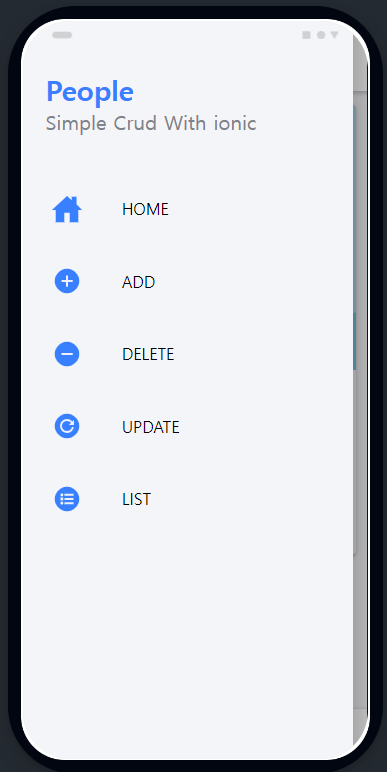 People
Simple Crud With ionic
HOME
ADD
DELETE
UPDATE
LIST